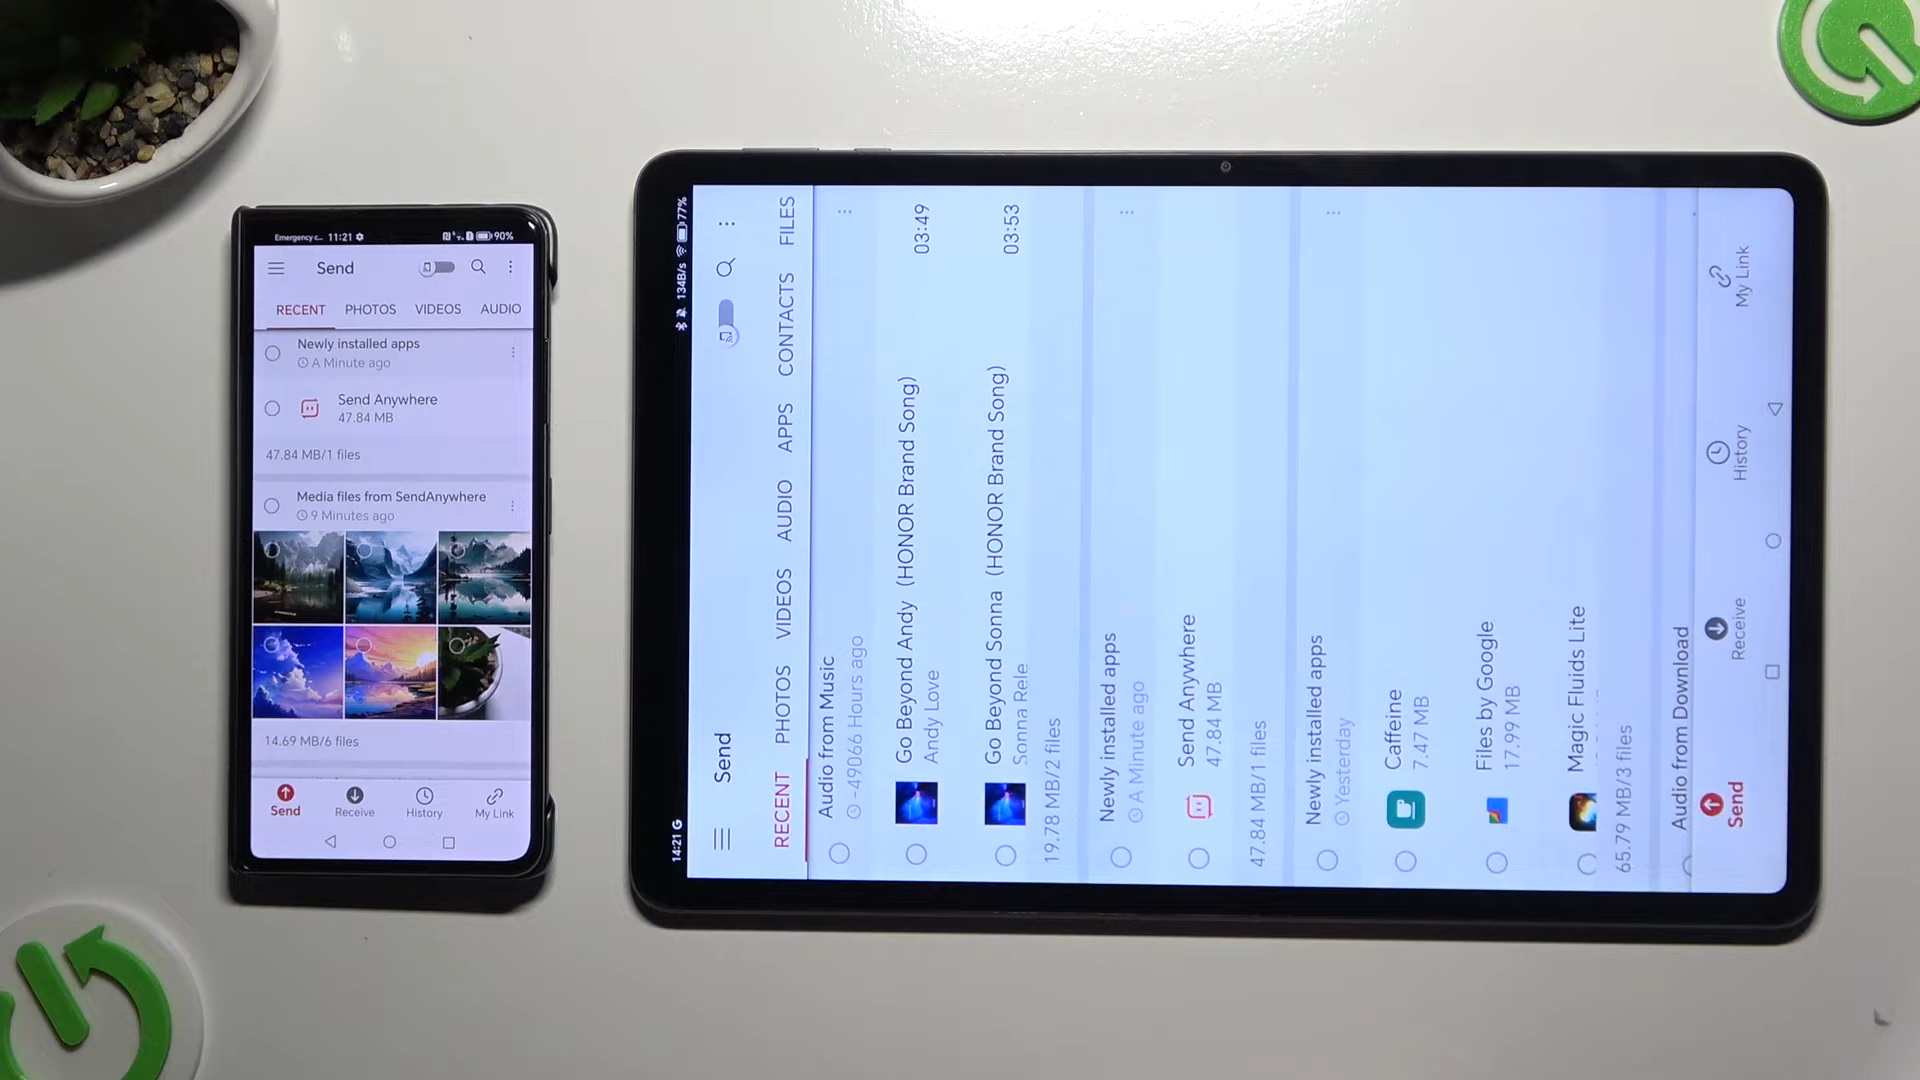 Emergency c... 11:21 90%
Send
RECENT PHOTOS VIDEOS AUDIO
Newly installed apps
A Minute ago
Send Anywhere
47.84 MB
47.84 MB/1 files
Media files from SendAnywhere
9 Minutes ago
14.69 MB/6 files
Send Receive History My Link
14:21 G 134B/s 77%
Send
RECENT PHOTOS VIDEOS AUDIO APPS CONTACTS FILES
Audio from Music
-49066 Hours ago
Go Beyond Andy (HONOR Brand Song) 03:49
Andy Love
Go Beyond Sonna (HONOR Brand Song) 03:53
Sonna Rele
19.78 MB/2 files
Newly installed apps
A Minute ago
Send Anywhere
47.84 MB
47.84 MB/1 files
Newly installed apps
Yesterday
Caffeine
7.47 MB
Files by Google
17.99 MB
Magic Fluids Lite
65.79 MB/3 files
Audio from Download
Send Receive History My Link